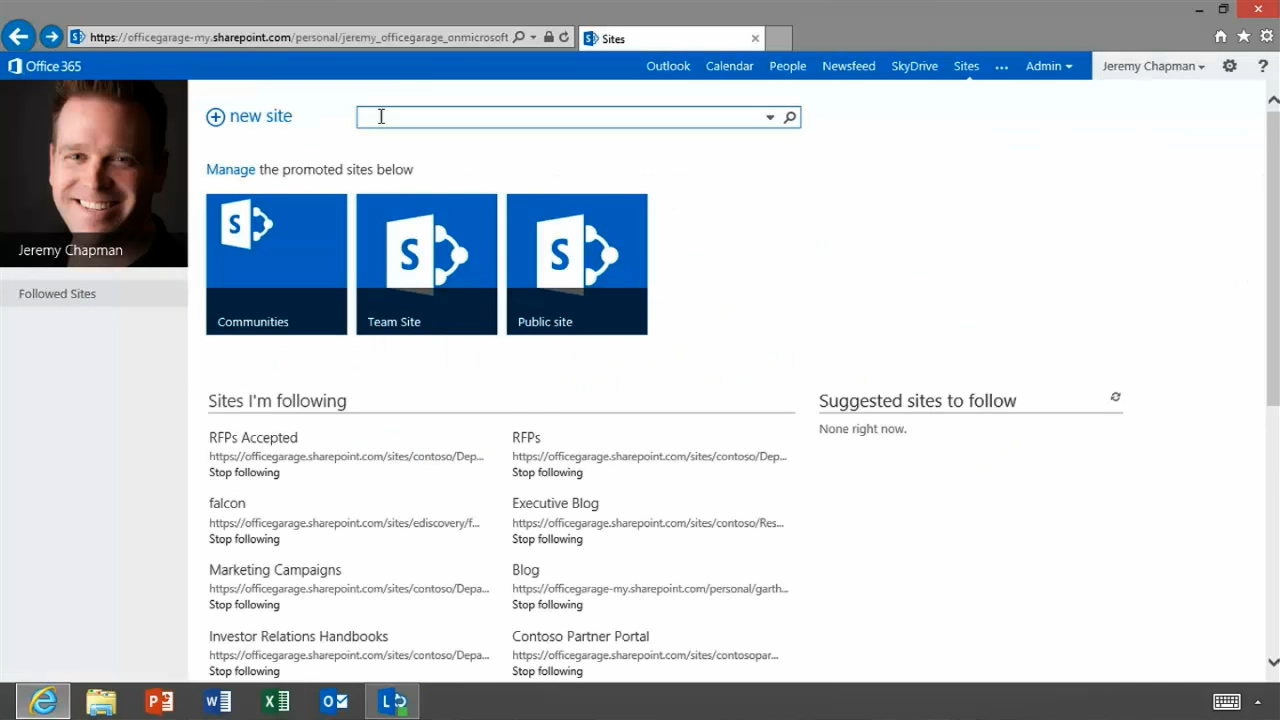 https://officegarage-my.sharepoint.com/personal/jeremy_officegarage_onmicrosoft
Sites
Office 365
Outlook Calendar People Newsfeed SkyDrive Sites ... Admin Jeremy Chapman ?
new site
Manage the promoted sites below
Jeremy Chapman
Followed Sites
S S S
Communities Team Site Public site
Sites I'm following
RFPs Accepted
https://officegarage.sharepoint.com/sites/contoso/Dep...
Stop following
RFPs
https://officegarage.sharepoint.com/sites/contoso/Dep...
Stop following
falcon
https://officegarage.sharepoint.com/sites/ediscovery/f...
Stop following
Executive Blog
https://officegarage.sharepoint.com/sites/contoso/Res...
Stop following
Marketing Campaigns
https://officegarage.sharepoint.com/sites/contoso/Depa...
Stop following
Blog
https://officegarage-my.sharepoint.com/personal/garth...
Stop following
Investor Relations Handbooks
https://officegarage.sharepoint.com/sites/contoso/Depa...
Stop following
Contoso Partner Portal
https://officegarage.sharepoint.com/sites/contosopar...
Stop following
Suggested sites to follow
None right now.